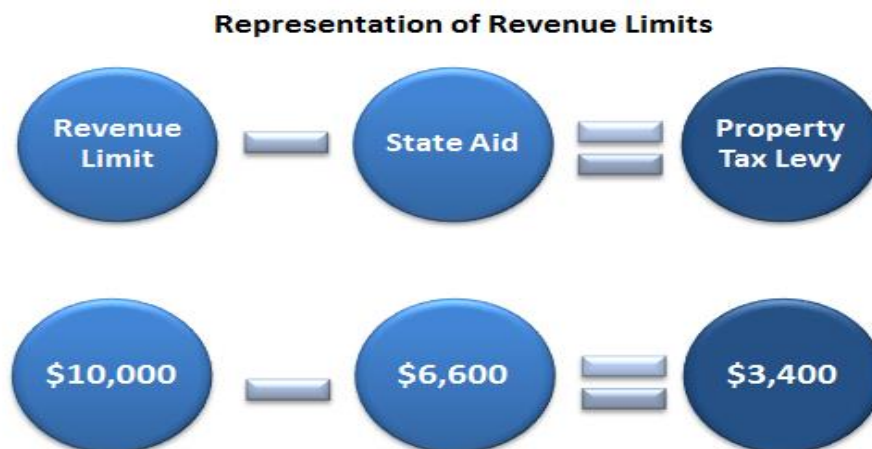 Representation of Revenue Limits
Revenue
Limit
State Aid
Property
Tax Levy
$10,000
$6,600
$3,400